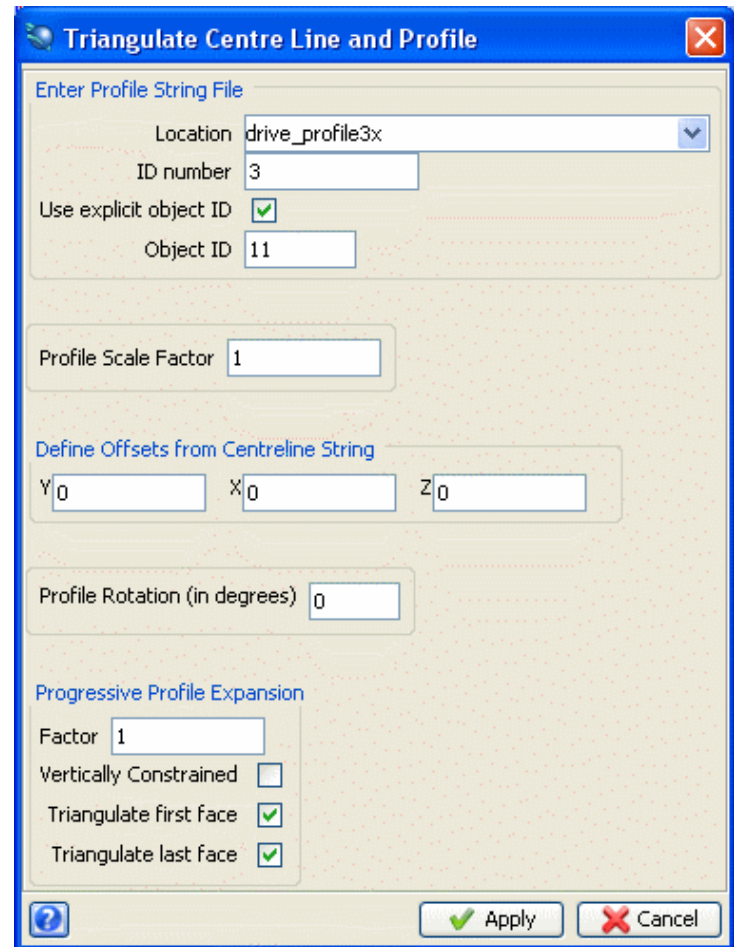 Triangulate Centre Line and Profile
Enter Profile String File
Location drive_profile3x
ID number 3
Use explicit object ID
Object ID 11
Profile Scale Factor 1
Define Offsets from Centreline String
Y 0 X 0 Z 0
Profile Rotation (in degrees) 0
Progressive Profile Expansion
Factor 1
Vertically Constrained
Triangulate first face
Triangulate last face
? Apply Cancel